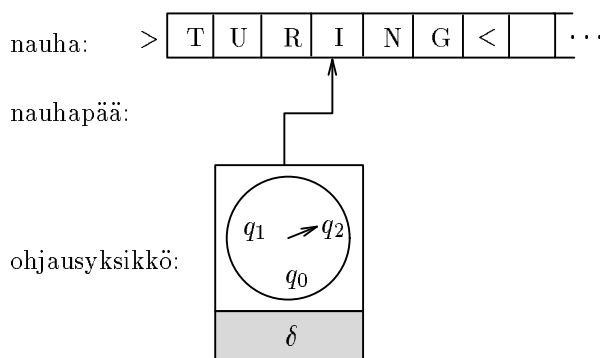 nauha: > T U R I N G < ···
nauhapää:
q₁ q₂
ohjausyksikkö:
q₀
δ